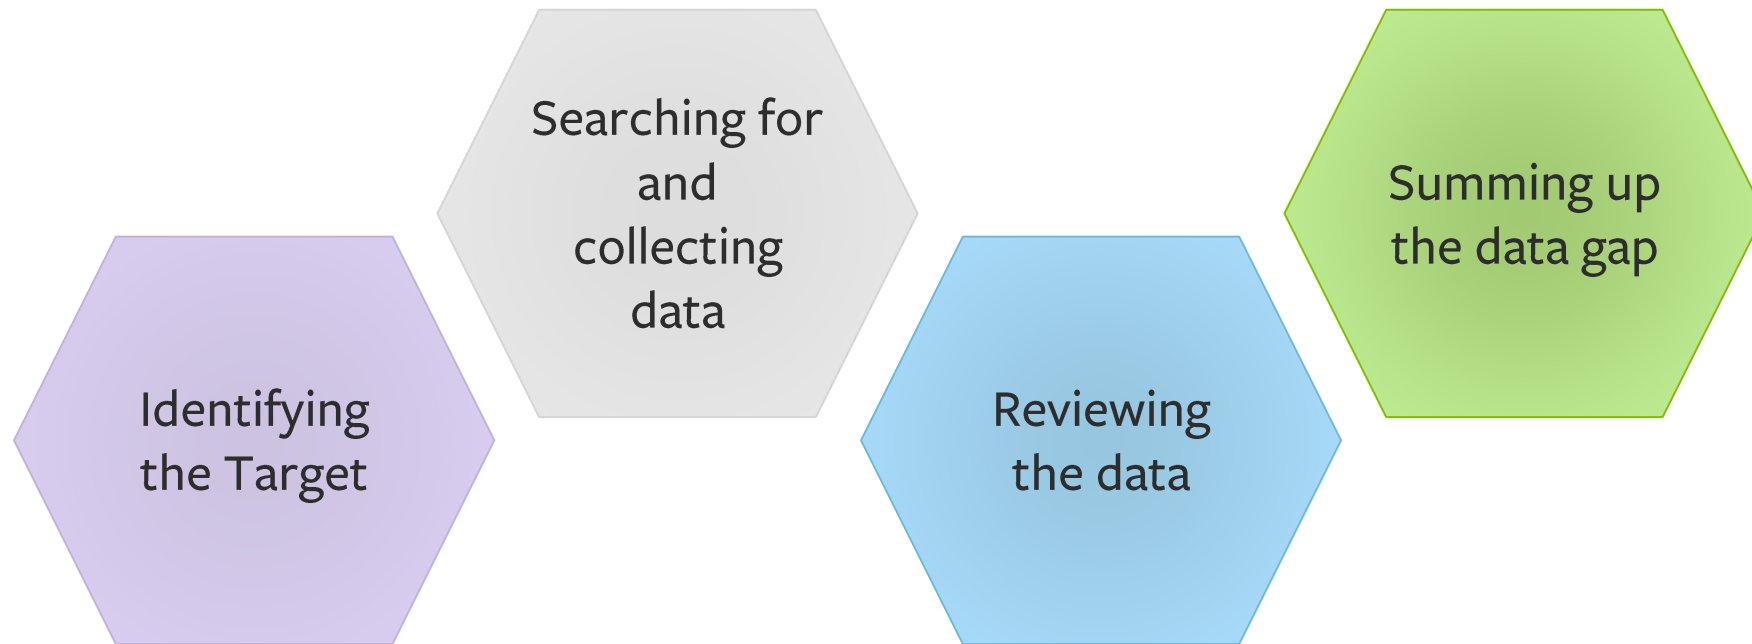 Identifying
the Target
Searching for
and
collecting
data
Reviewing
the data
Summing up
the data gap